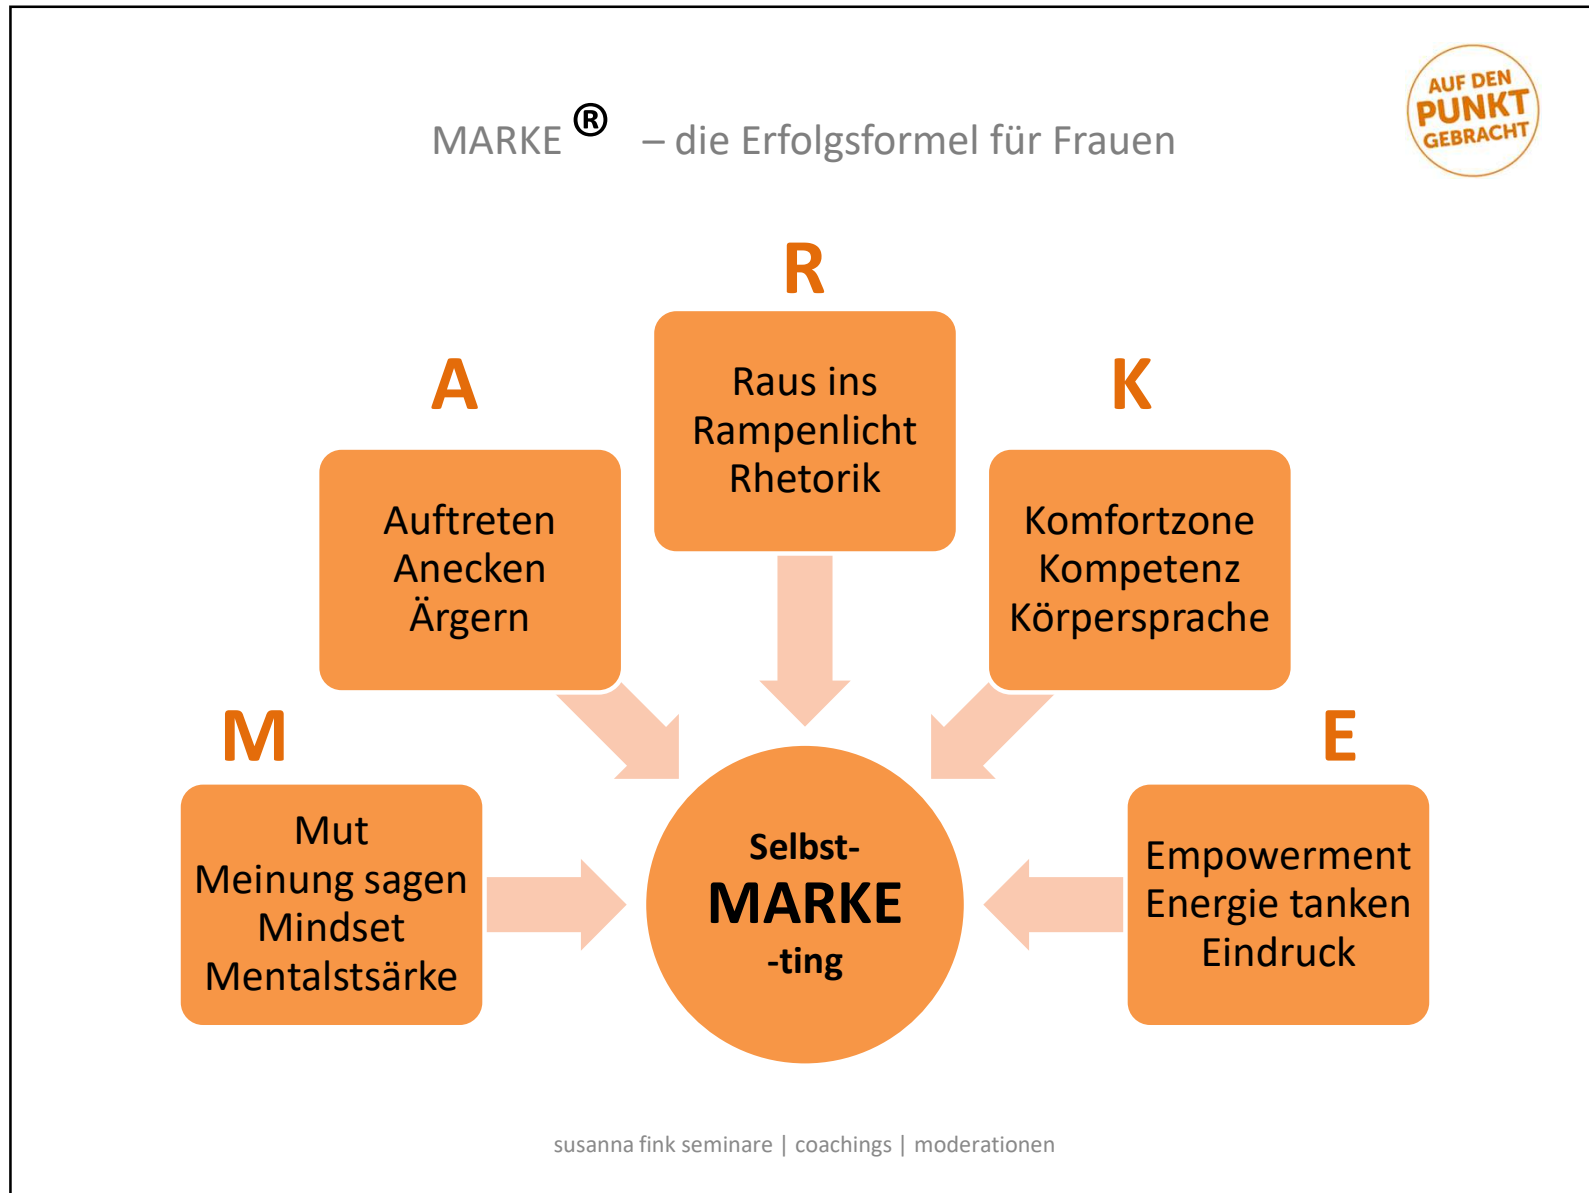 AUF DEN
PUNKT
GEBRACHT
MARKE ® – die Erfolgsformel für Frauen
M
Mut
Meinung sagen
Mindset
Mentalstsärke
A
Auftreten
Anecken
Ärgern
R
Raus ins
Rampenlicht
Rhetorik
K
Komfortzone
Kompetenz
Körpersprache
E
Empowerment
Energie tanken
Eindruck
Selbst-
MARKE
-ting
susanna fink seminare | coachings | moderationen